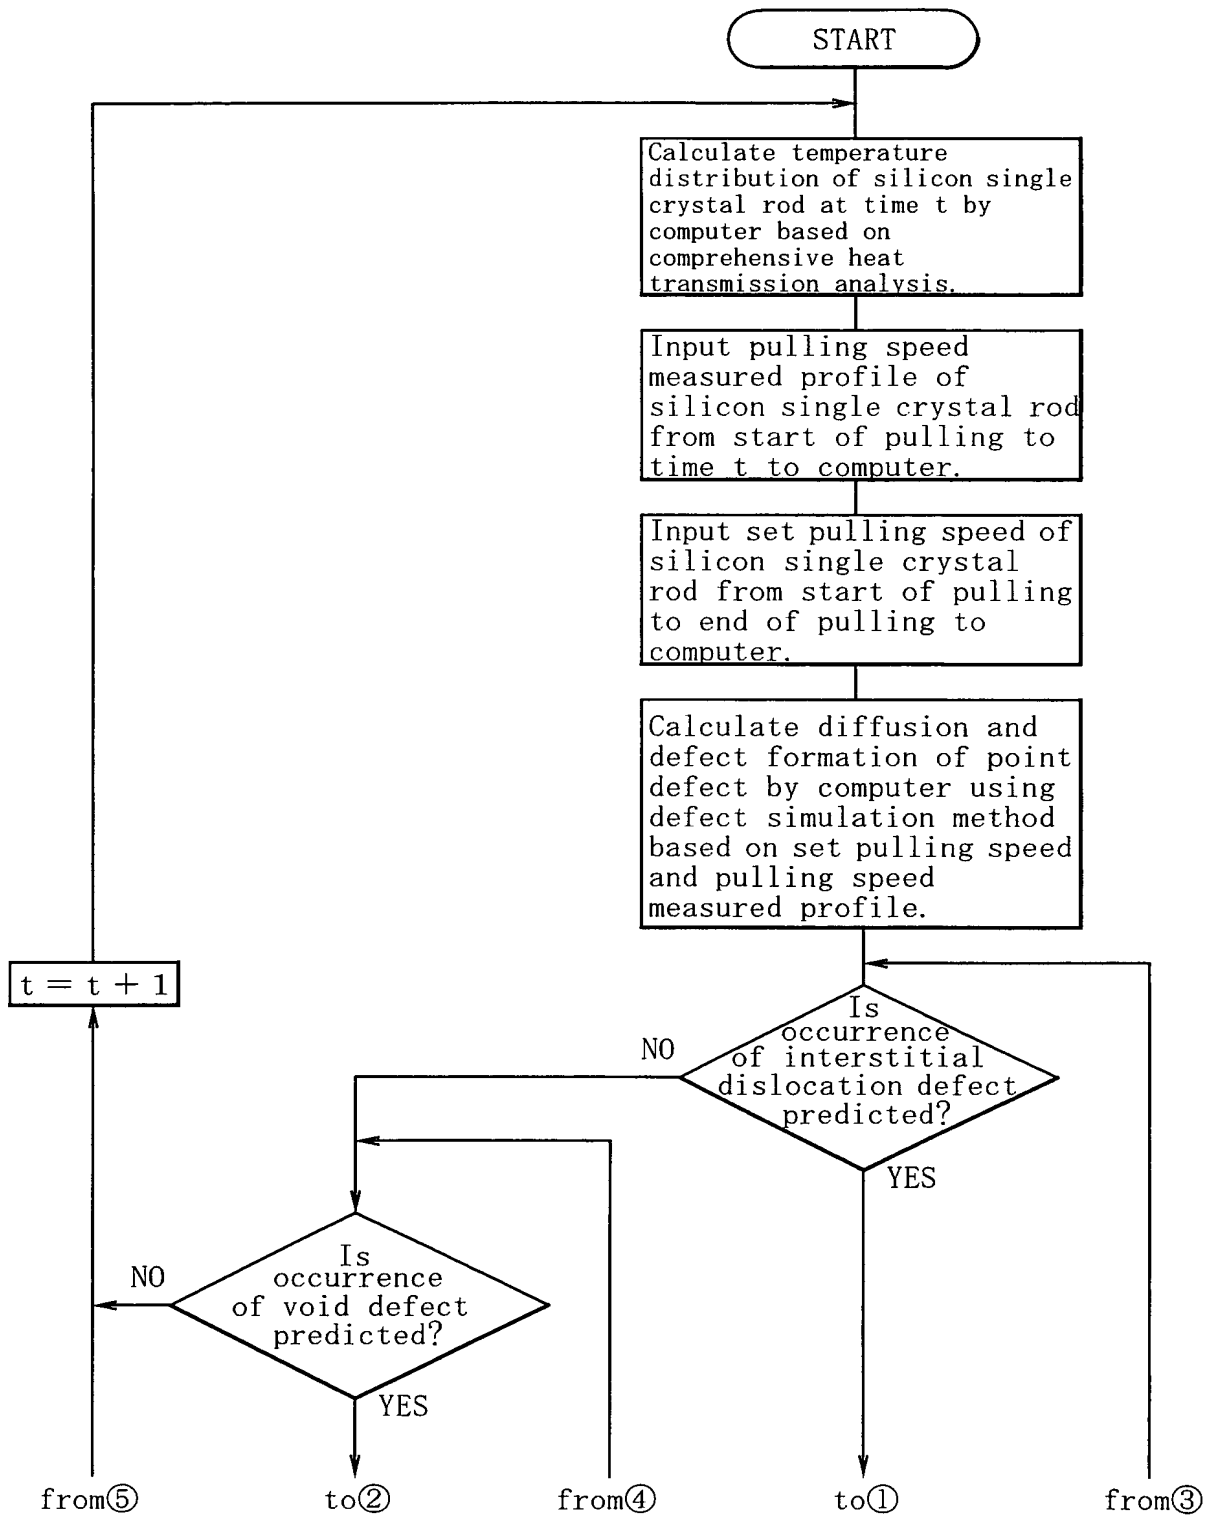 START
Calculate temperature
distribution of silicon single
crystal rod at time t by
computer based on
comprehensive heat
transmission analysis.
Input pulling speed
measured profile of
silicon single crystal rod
from start of pulling to
time t to computer.
Input set pulling speed of
silicon single crystal
rod from start of pulling
to end of pulling to
computer.
Calculate diffusion and
defect formation of point
defect by computer using
defect simulation method
based on set pulling speed
and pulling speed
measured profile.
t = t + 1
Is
occurrence
of interstitial
dislocation defect
predicted?
NO
YES
Is
occurrence
of void defect
predicted?
NO
YES
from⑤
to②
from④
to①
from③